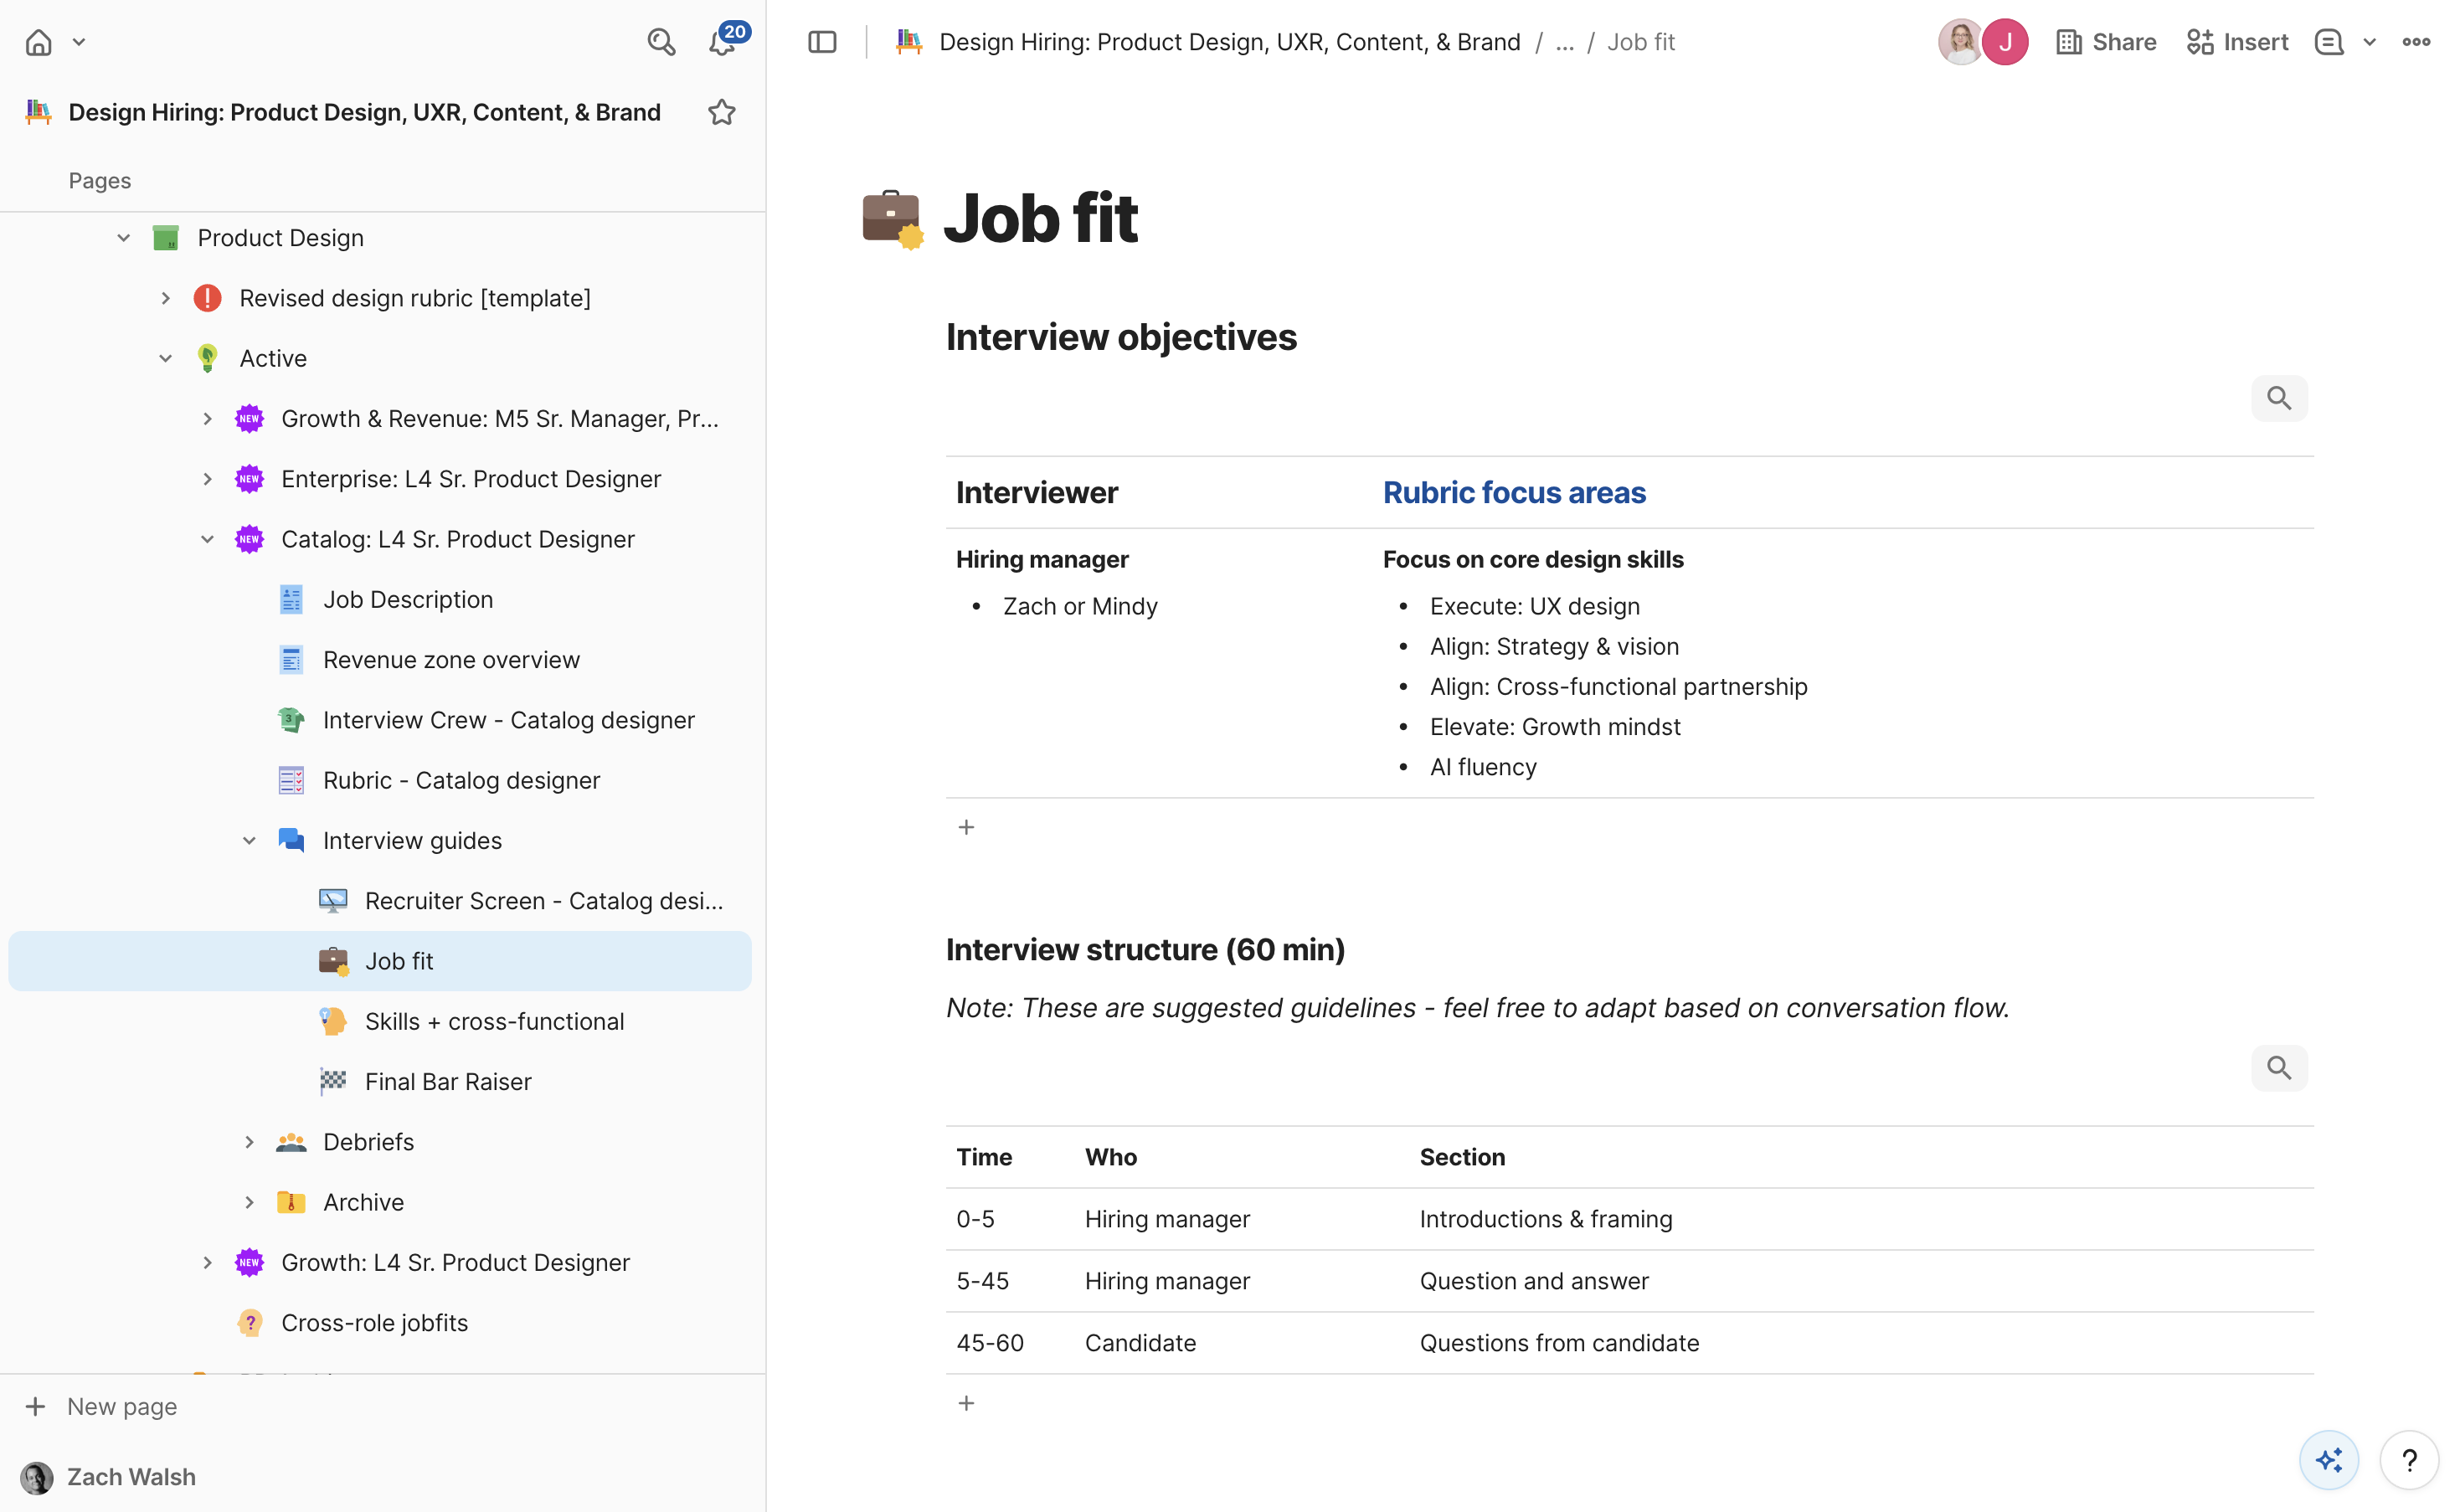 20
Design Hiring: Product Design, UXR, Content, & Brand
Pages
Product Design
Revised design rubric [template]
Active
NEW Growth & Revenue: M5 Sr. Manager, Pr...
NEW Enterprise: L4 Sr. Product Designer
NEW Catalog: L4 Sr. Product Designer
Job Description
Revenue zone overview
3 Interview Crew - Catalog designer
Rubric - Catalog designer
Interview guides
Recruiter Screen - Catalog desi...
Job fit
Skills + cross-functional
Final Bar Raiser
Debriefs
Archive
NEW Growth: L4 Sr. Product Designer
? Cross-role jobfits
+ New page
Zach Walsh
Design Hiring: Product Design, UXR, Content, & Brand / ... / Job fit
J
Share
Insert
Job fit
Interview objectives
Interviewer Rubric focus areas
Hiring manager
• Zach or Mindy
Focus on core design skills
• Execute: UX design
• Align: Strategy & vision
• Align: Cross-functional partnership
• Elevate: Growth mindst
• AI fluency
+
Interview structure (60 min)
Note: These are suggested guidelines - feel free to adapt based on conversation flow.
Time Who Section
0-5 Hiring manager Introductions & framing
5-45 Hiring manager Question and answer
45-60 Candidate Questions from candidate
+
?